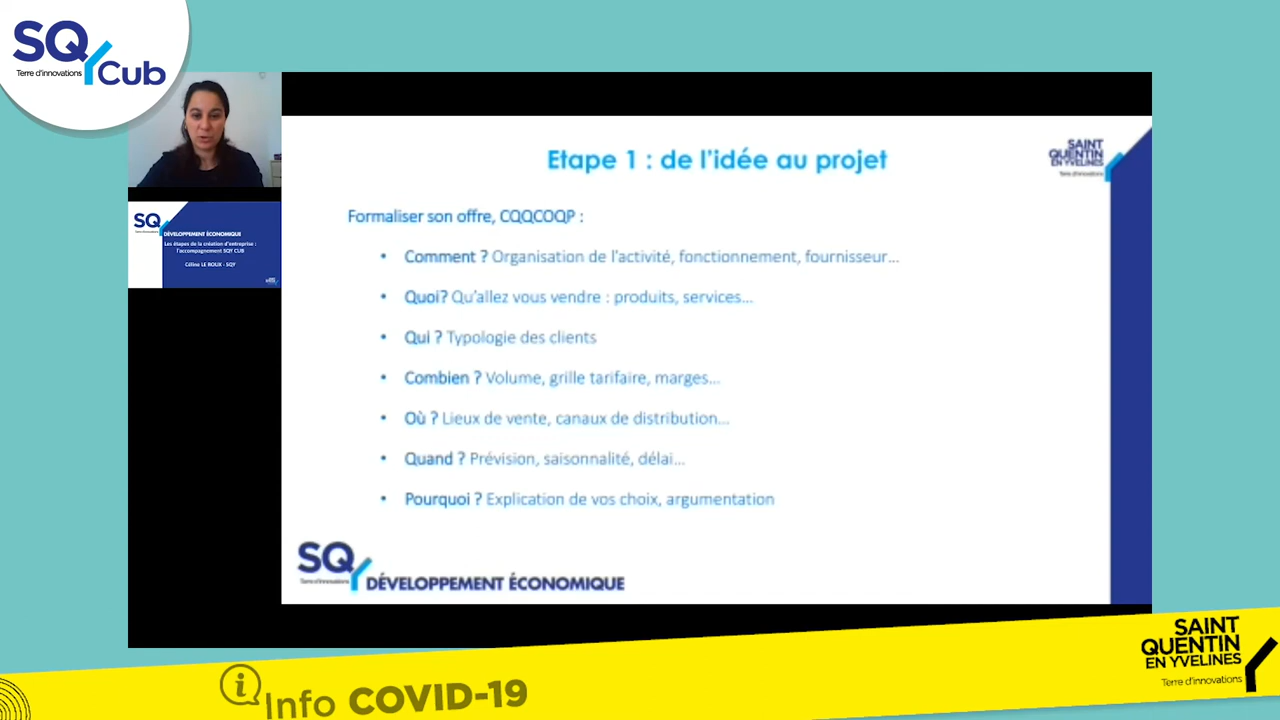 SQY Cub
Terre d'innovations
SQY
DÉVELOPPEMENT ÉCONOMIQUE
Les étapes de la création d'entreprise :
l'accompagnement SQY CUB
Céline LE ROUX - SQY
Etape 1 : de l'idée au projet
SAINT
QUENTIN
EN YVELINES
Terre d'innovations
Formaliser son offre, CQQCOQP :
• Comment ? Organisation de l'activité, fonctionnement, fournisseur...
• Quoi? Qu'allez vous vendre : produits, services...
• Qui ? Typologie des clients
• Combien ? Volume, grille tarifaire, marges...
• Où ? Lieux de vente, canaux de distribution...
• Quand ? Prévision, saisonnalité, délai...
• Pourquoi ? Explication de vos choix, argumentation
SQY
Terre d'innovations
DÉVELOPPEMENT ÉCONOMIQUE
i Info COVID-19
SAINT
QUENTIN
EN YVELINES
Terre d'innovations